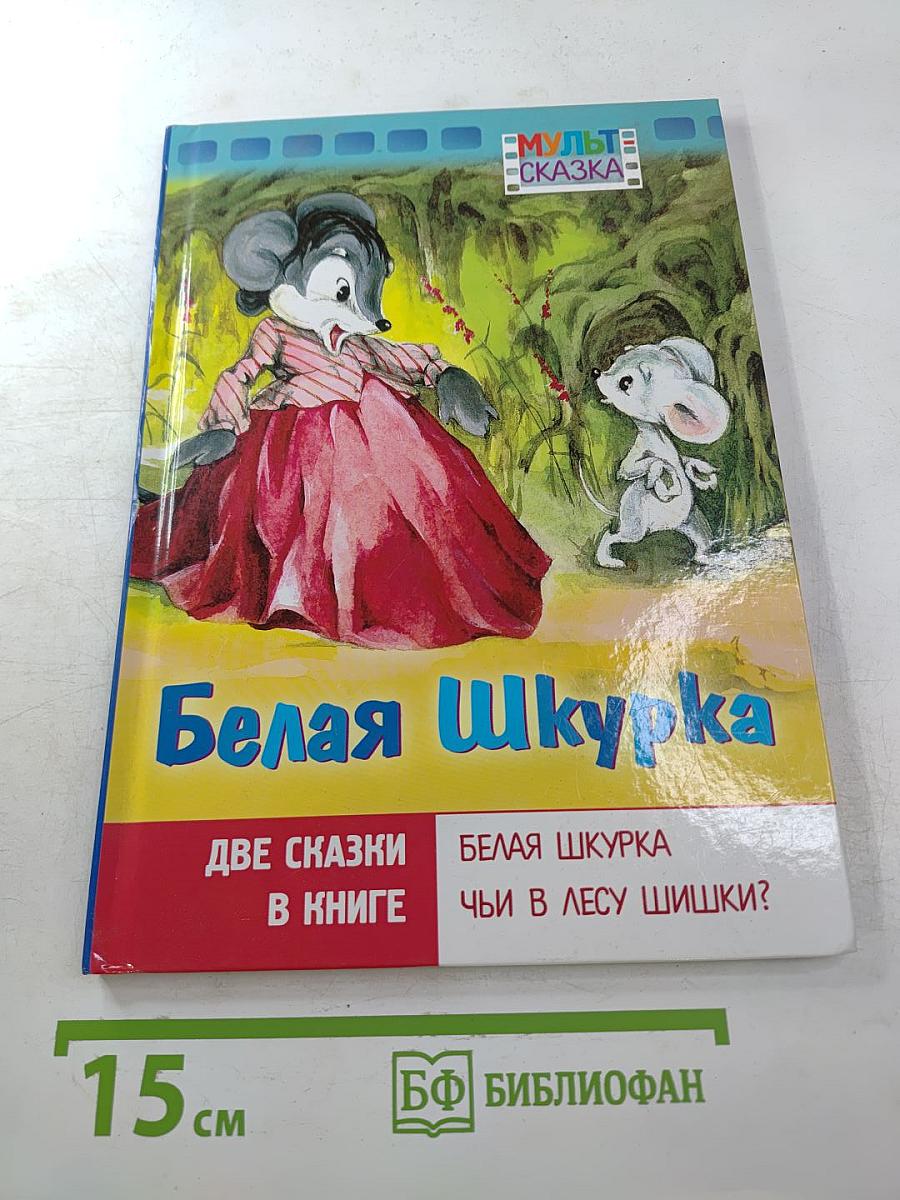 МУЛЬТ
СКАЗКА
Белая Шкурка
ДВЕ СКАЗКИ
В КНИГЕ
БЕЛАЯ ШКУРКА
ЧЬИ В ЛЕСУ ШИШКИ?
15 см
БФ БИБЛИОФАН